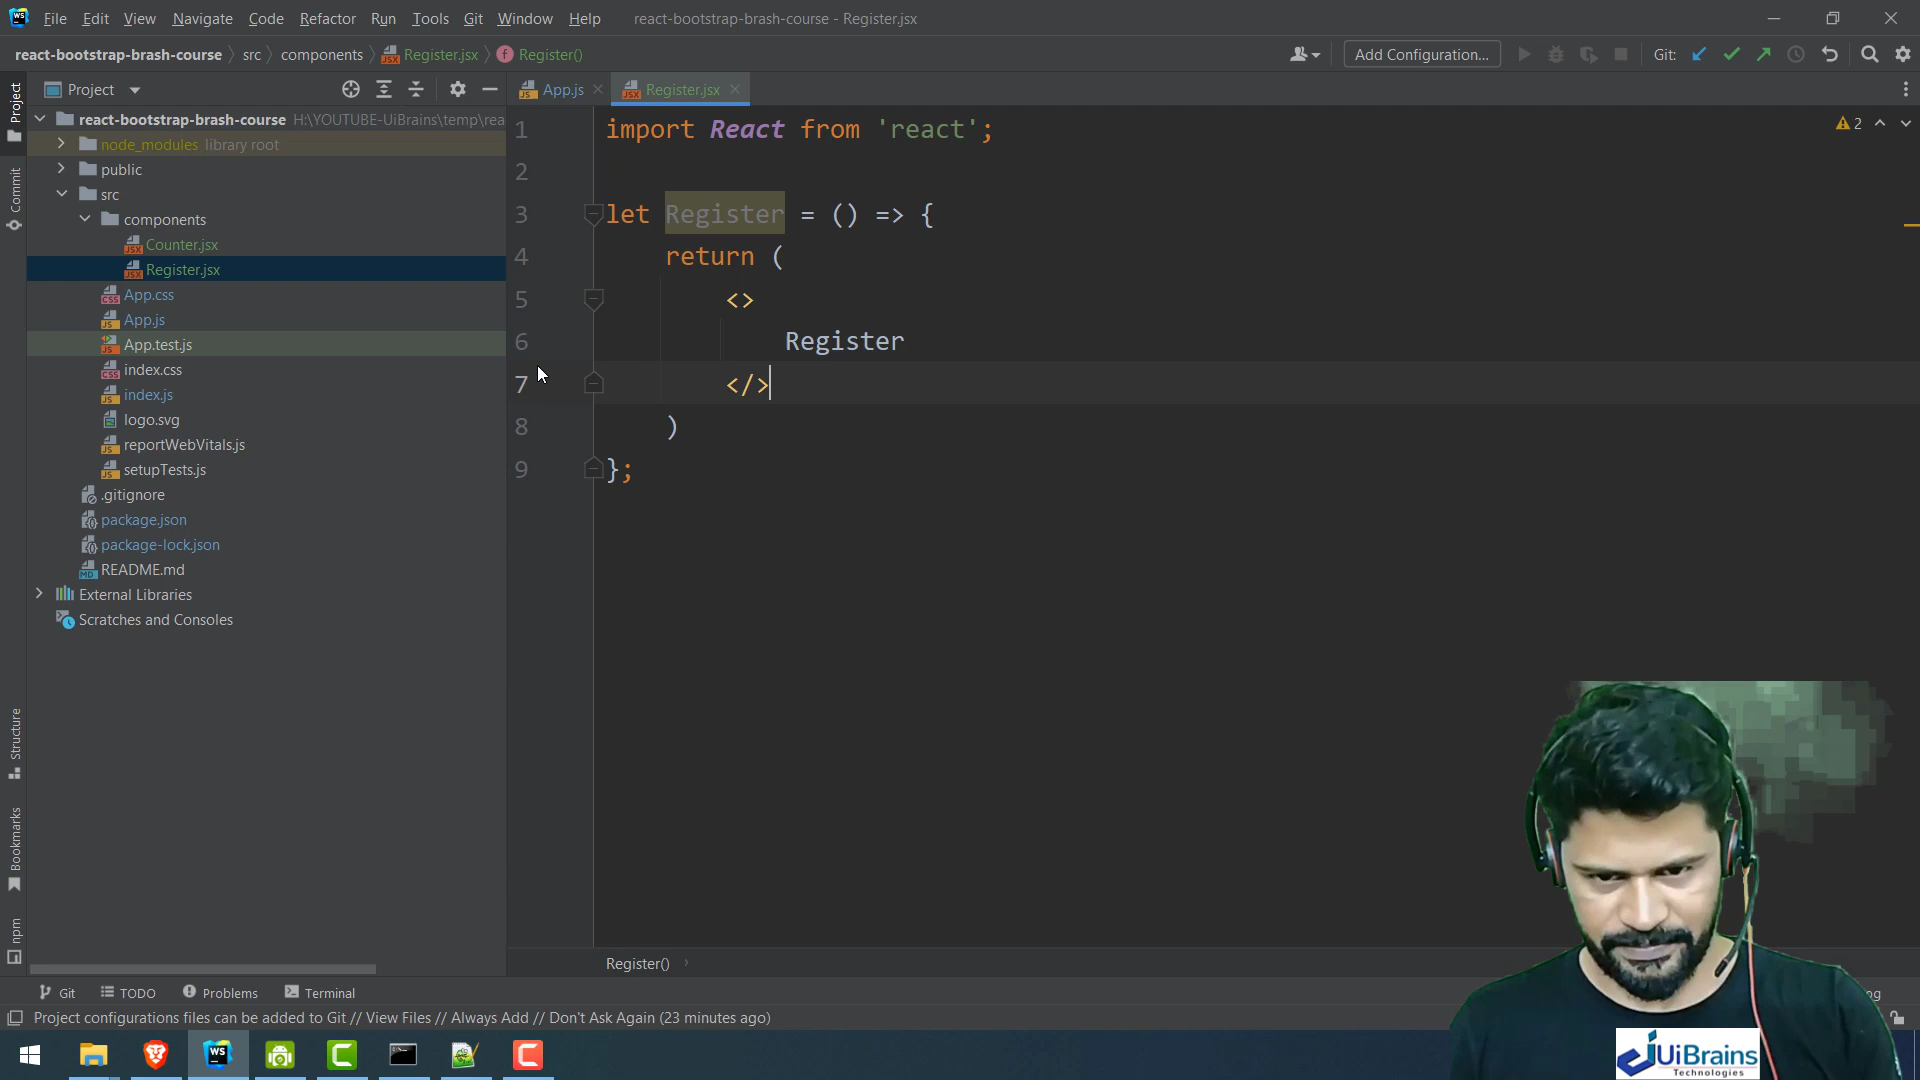 File Edit View Navigate Code Refactor Run Tools Git Window Help react-bootstrap-brash-course - Register.jsx
react-bootstrap-brash-course src components Register.jsx Register() Add Configuration... Git:
Project App.js Register.jsx
react-bootstrap-brash-course H:\YOUTUBE-UiBrains\temp\rea
node_modules library root
public
src
components
Counter.jsx
Register.jsx
App.css
App.js
App.test.js
index.css
index.js
logo.svg
reportWebVitals.js
setupTests.js
.gitignore
package.json
package-lock.json
README.md
External Libraries
Scratches and Consoles
Project
Commit
Structure
Bookmarks
npm
1 import React from 'react';
2
3 let Register = () => {
4 return (
5 <>
6 Register
7 </>
8 )
9 };
2
Register()
Git TODO Problems Terminal
Project configurations files can be added to Git // View Files // Always Add // Don't Ask Again (23 minutes ago)
UiBrains
Technologies